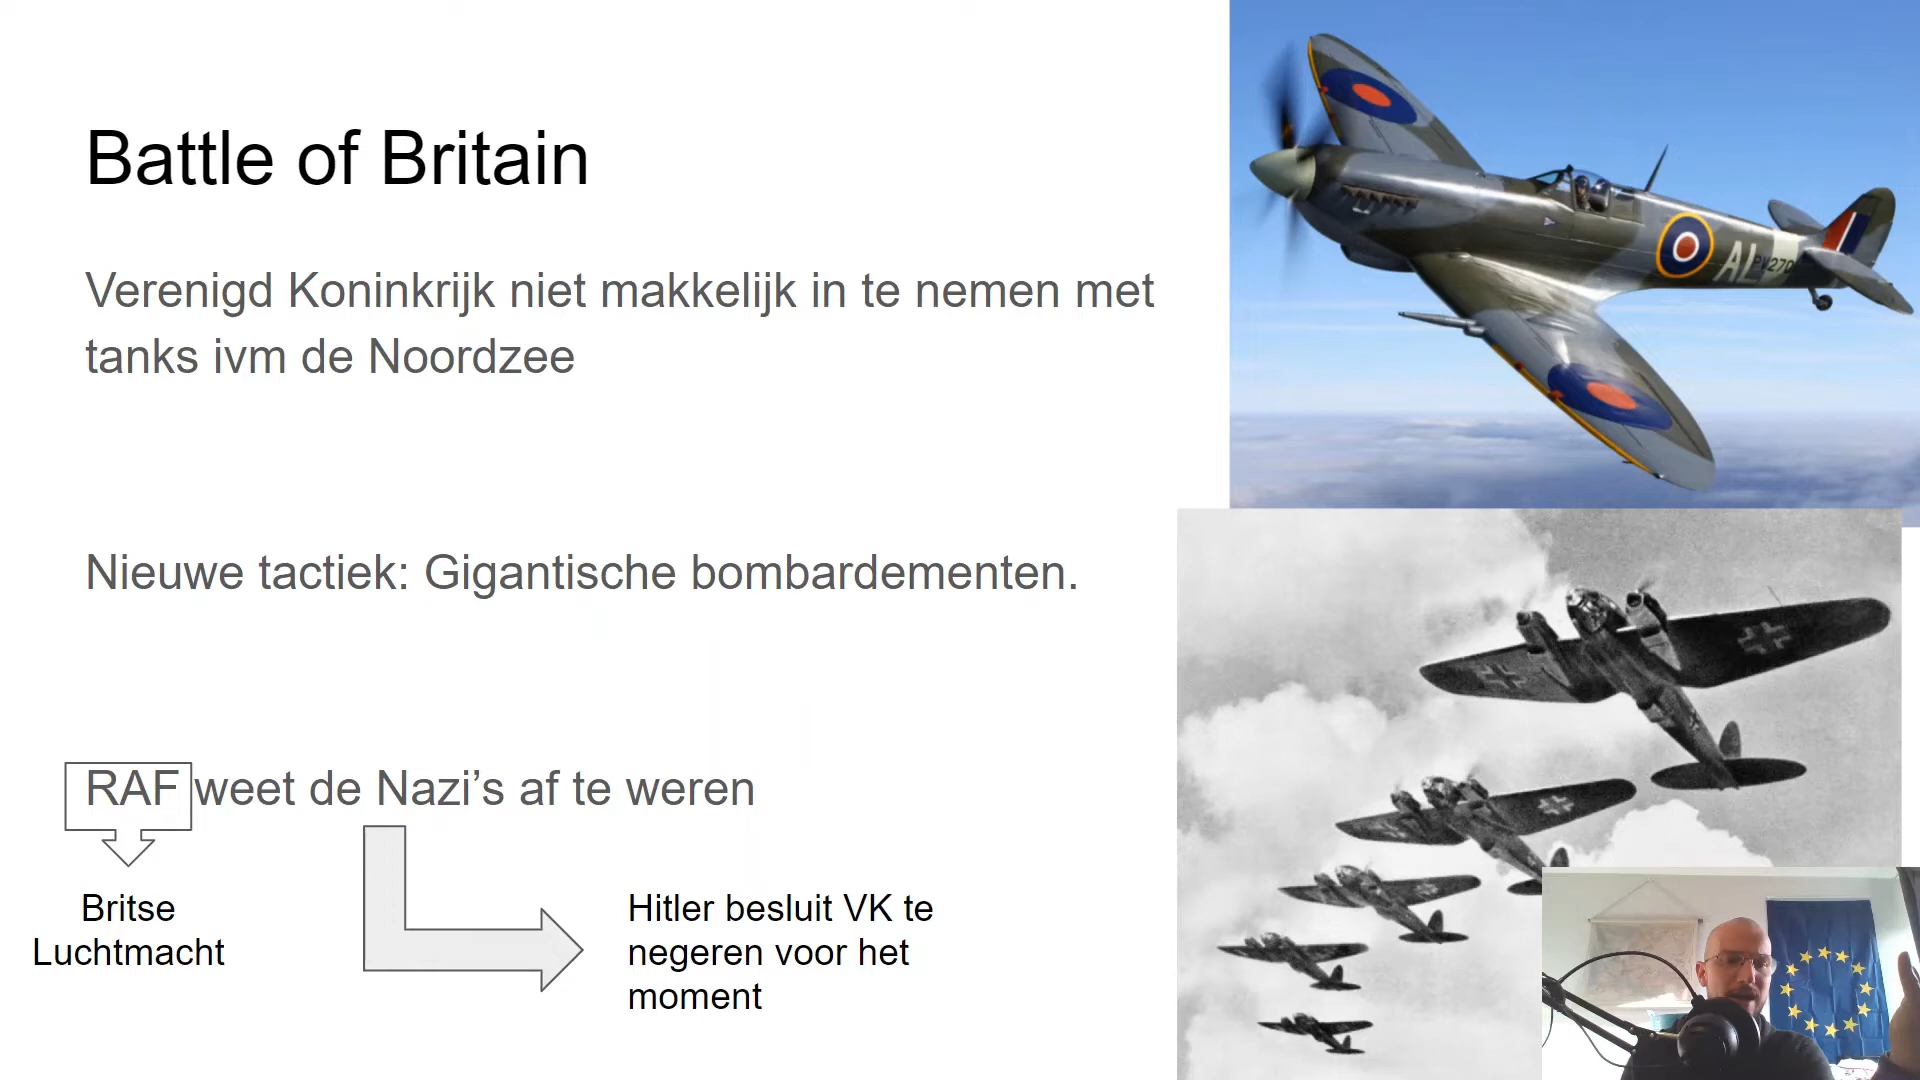 Battle of Britain
Verenigd Koninkrijk niet makkelijk in te nemen met
tanks ivm de Noordzee
Nieuwe tactiek: Gigantische bombardementen.
RAF weet de Nazi's af te weren
Britse
Luchtmacht
Hitler besluit VK te
negeren voor het
moment
AL